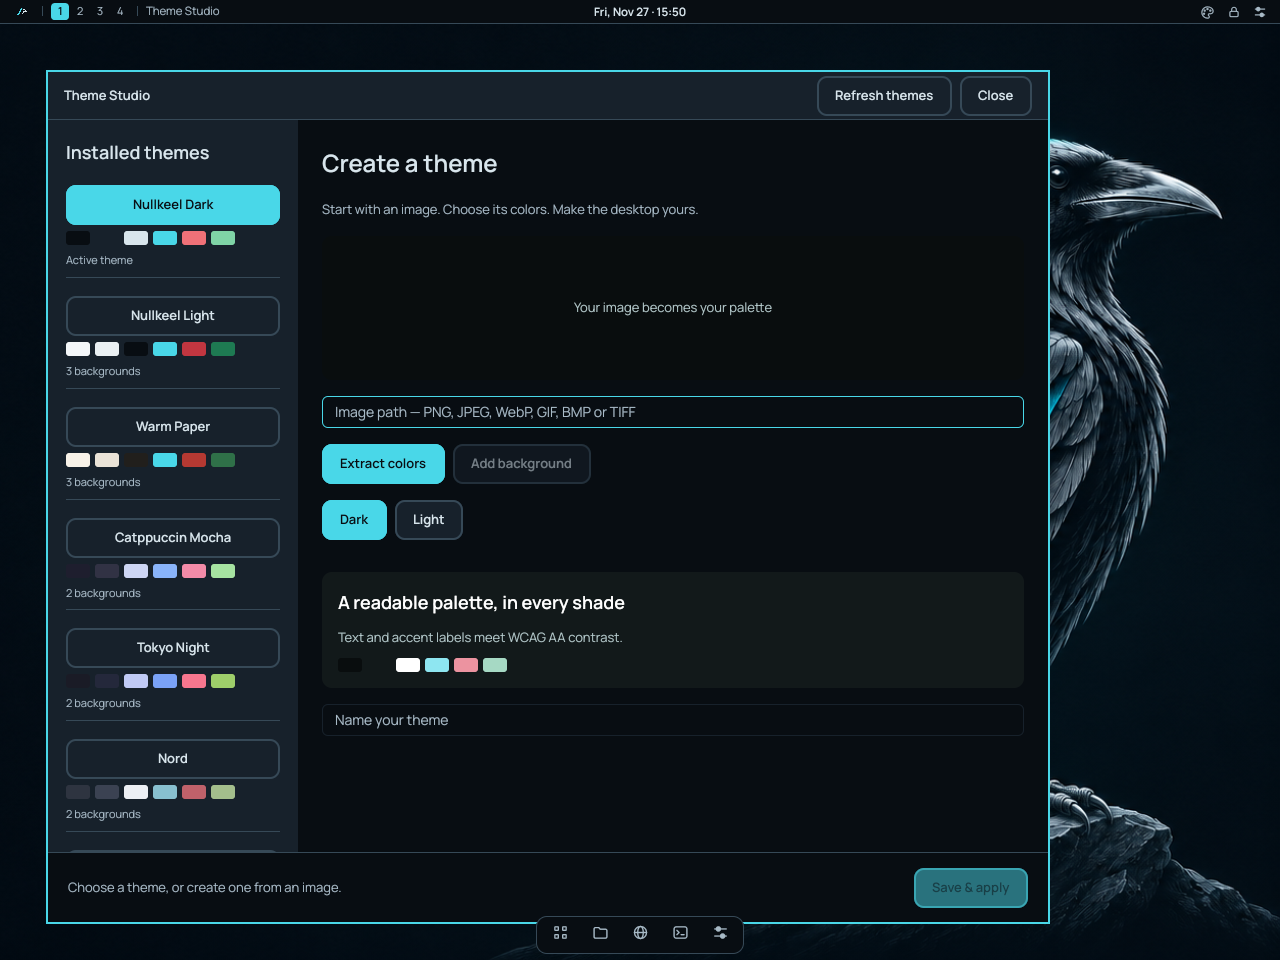 1 2 3 4 Theme Studio
Fri, Nov 27 · 15:50
Theme Studio
Refresh themes
Close
Installed themes
Nullkeel Dark
Active theme
Nullkeel Light
3 backgrounds
Warm Paper
3 backgrounds
Catppuccin Mocha
2 backgrounds
Tokyo Night
2 backgrounds
Nord
2 backgrounds
Create a theme
Start with an image. Choose its colors. Make the desktop yours.
Your image becomes your palette
Image path — PNG, JPEG, WebP, GIF, BMP or TIFF
Extract colors
Add background
Dark
Light
A readable palette, in every shade
Text and accent labels meet WCAG AA contrast.
Name your theme
Choose a theme, or create one from an image.
Save & apply